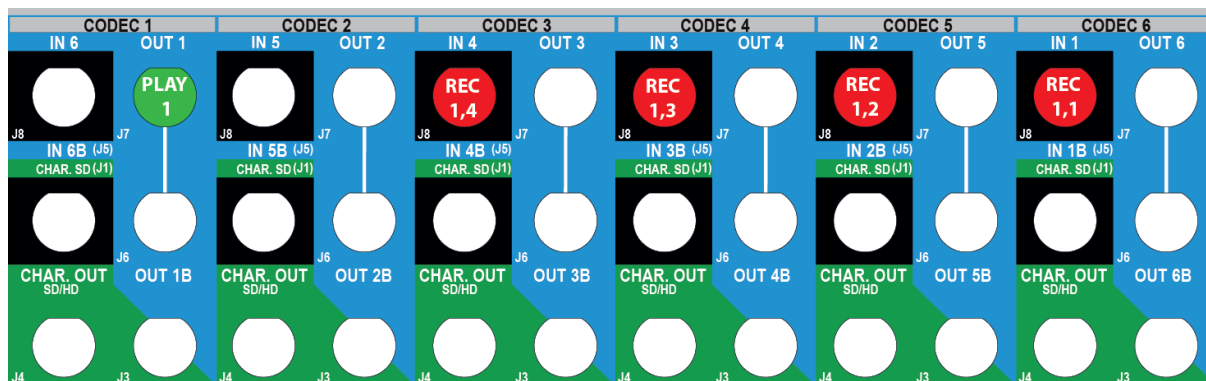 CODEC 1 CODEC 2 CODEC 3 CODEC 4 CODEC 5 CODEC 6
IN 6 OUT 1 IN 5 OUT 2 IN 4 OUT 3 IN 3 OUT 4 IN 2 OUT 5 IN 1 OUT 6
PLAY REC REC REC REC
1 1,4 1,3 1,2 1,1
J8 J7 J8 J7 J8 J7 J8 J7 J8 J7 J8 J7
IN 6B (J5) IN 5B (J5) IN 4B (J5) IN 3B (J5) IN 2B (J5) IN 1B (J5)
CHAR. SD (J1) CHAR. SD (J1) CHAR. SD (J1) CHAR. SD (J1) CHAR. SD (J1) CHAR. SD (J1)
J6 J6 J6 J6 J6 J6
CHAR. OUT OUT 1B CHAR. OUT OUT 2B CHAR. OUT OUT 3B CHAR. OUT OUT 4B CHAR. OUT OUT 5B CHAR. OUT OUT 6B
SD/HD SD/HD SD/HD SD/HD SD/HD SD/HD
J4 J3 J4 J3 J4 J3 J4 J3 J4 J3 J4 J3